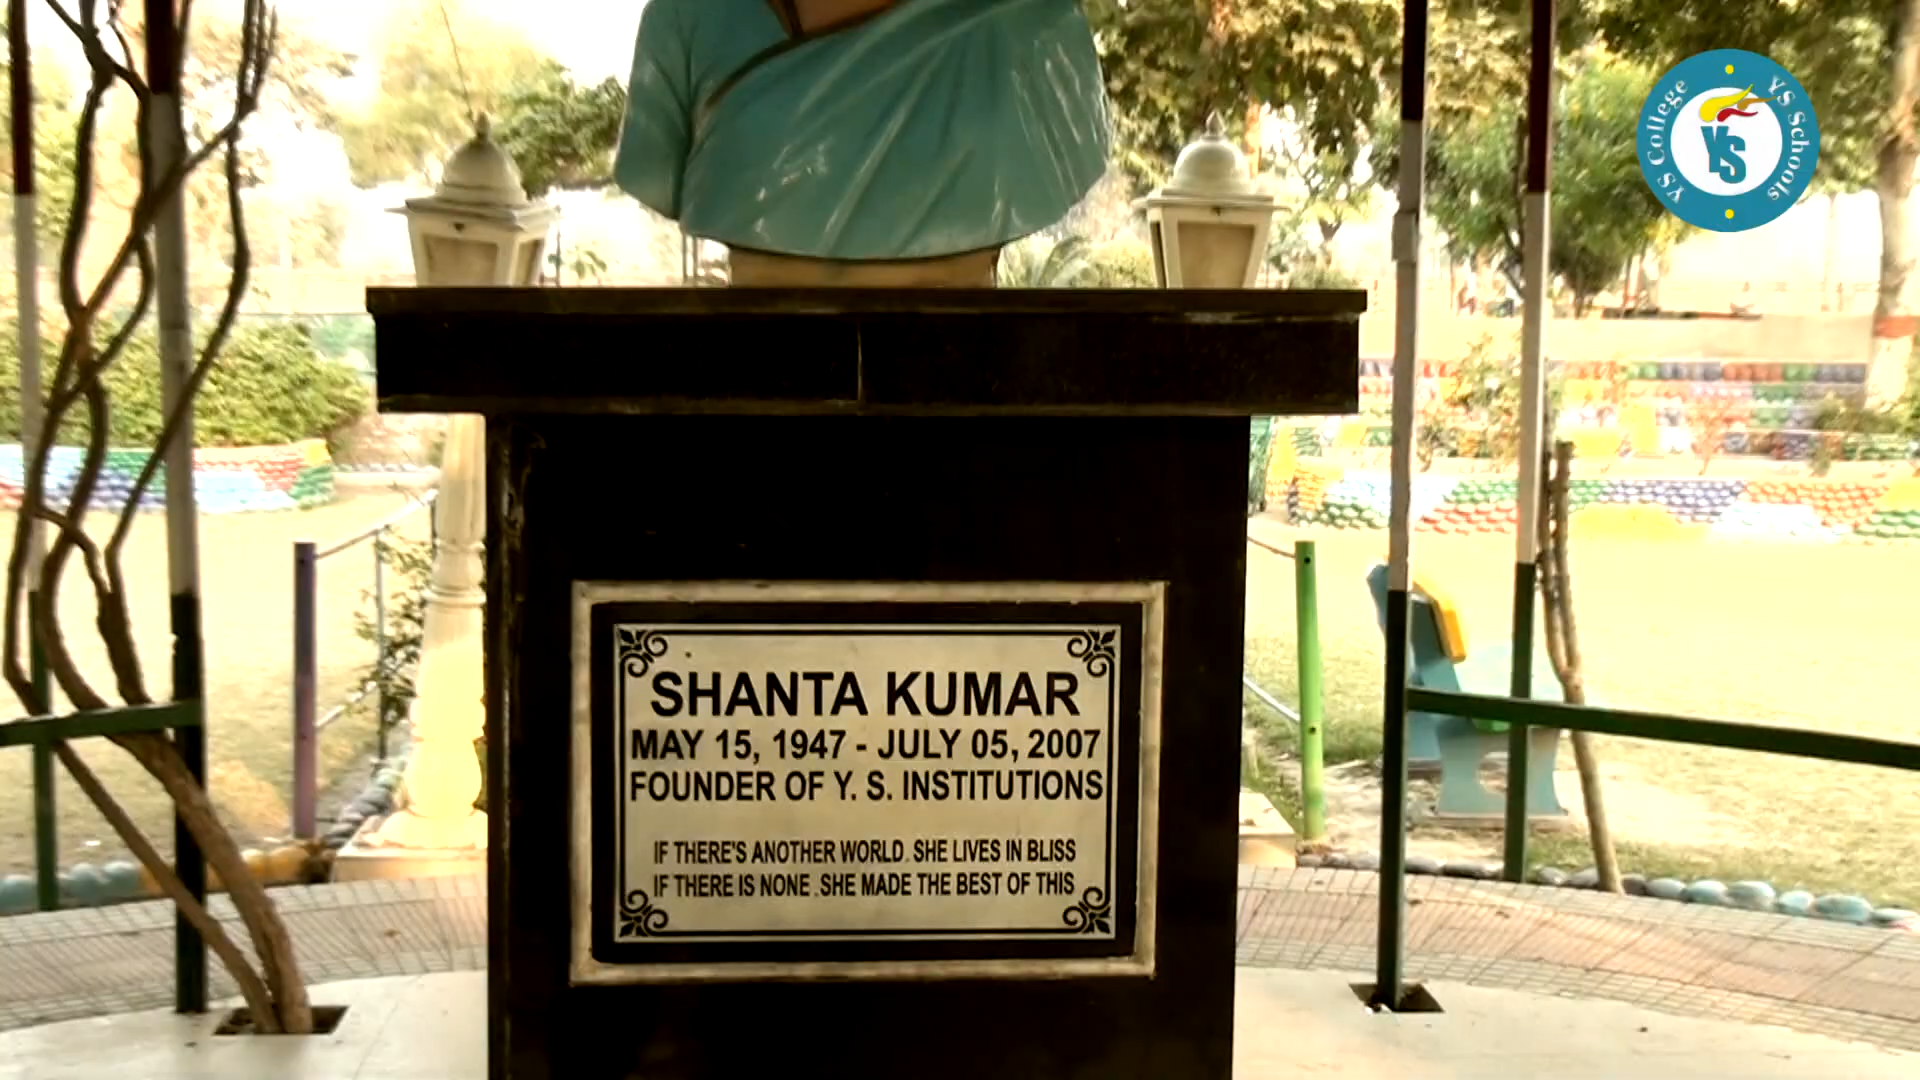 YS College
YS Schools
YS
SHANTA KUMAR
MAY 15, 1947 - JULY 05, 2007
FOUNDER OF Y. S. INSTITUTIONS
IF THERE'S ANOTHER WORLD. SHE LIVES IN BLISS
IF THERE IS NONE .SHE MADE THE BEST OF THIS